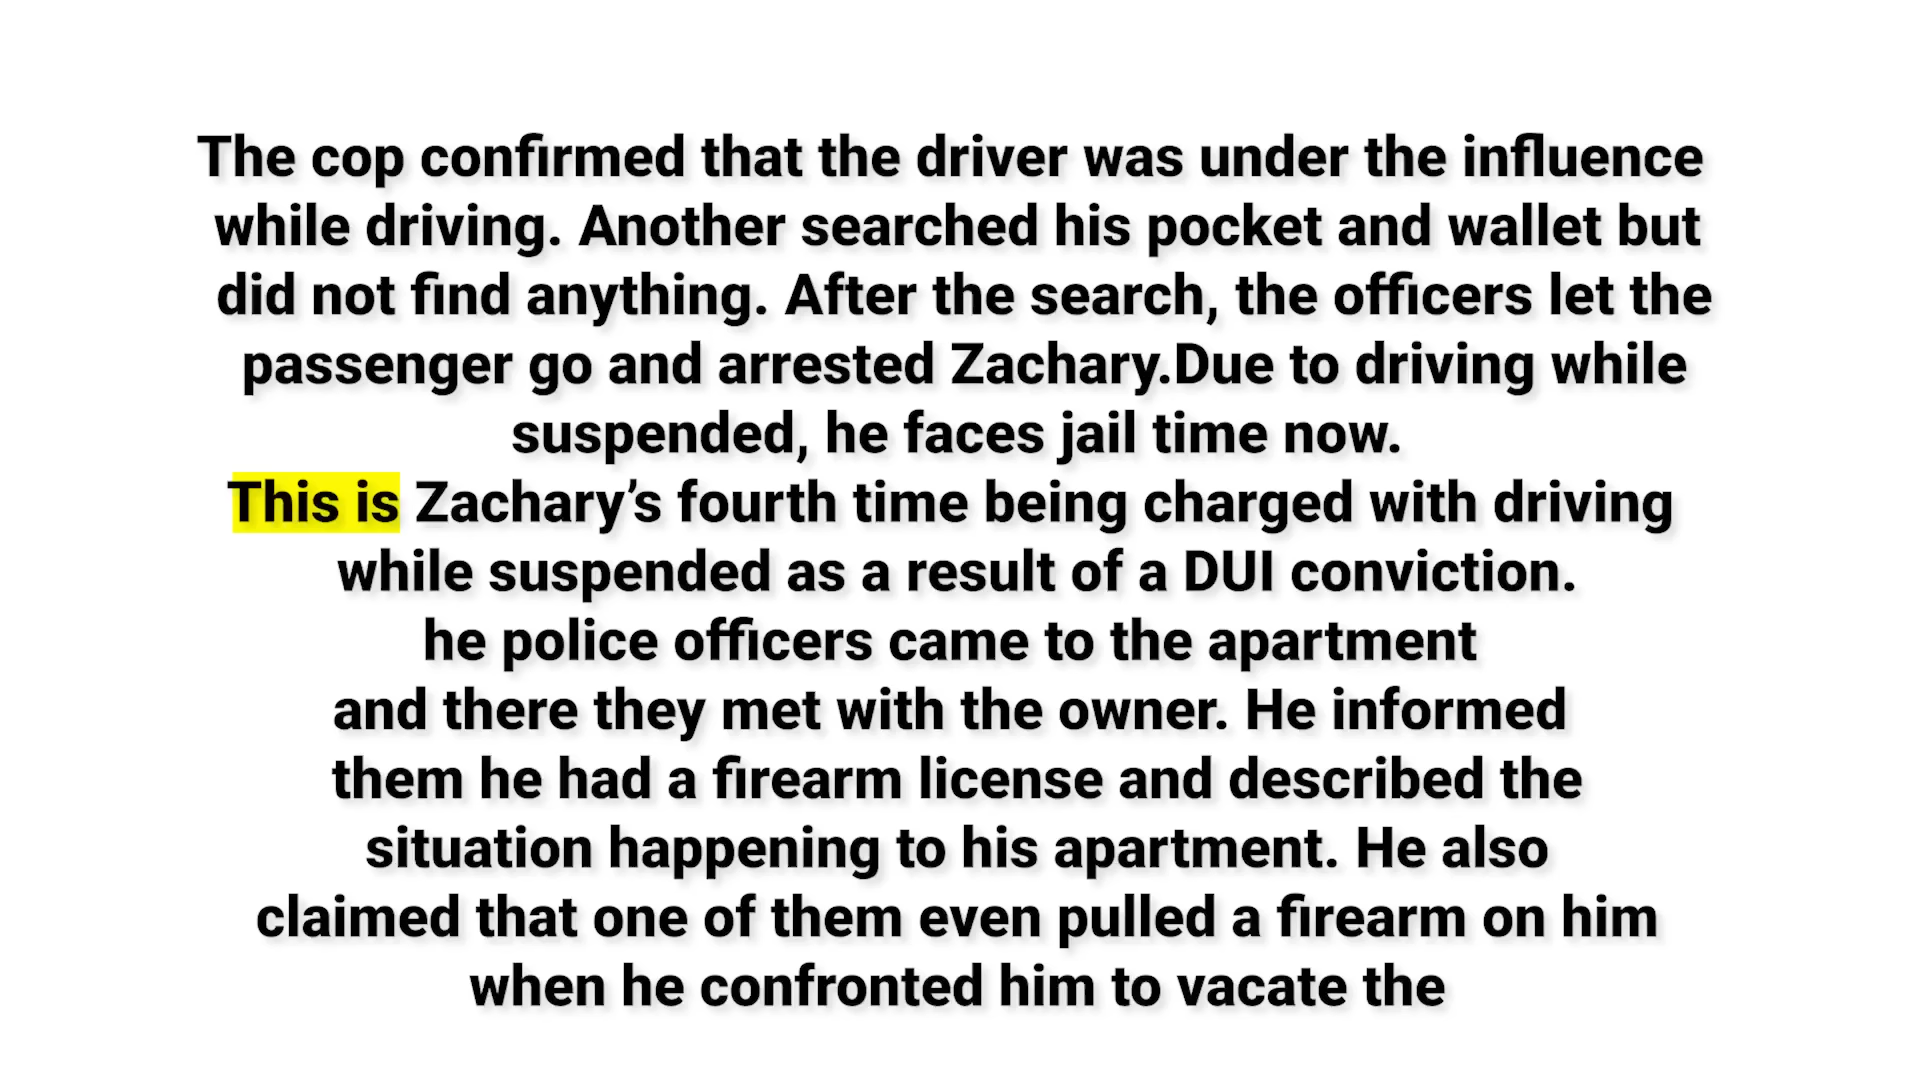 The cop confirmed that the driver was under the influence
while driving. Another searched his pocket and wallet but
did not find anything. After the search, the officers let the
passenger go and arrested Zachary.Due to driving while
suspended, he faces jail time now.
This is Zachary’s fourth time being charged with driving
while suspended as a result of a DUI conviction.
he police officers came to the apartment
and there they met with the owner. He informed
them he had a firearm license and described the
situation happening to his apartment. He also
claimed that one of them even pulled a firearm on him
when he confronted him to vacate the